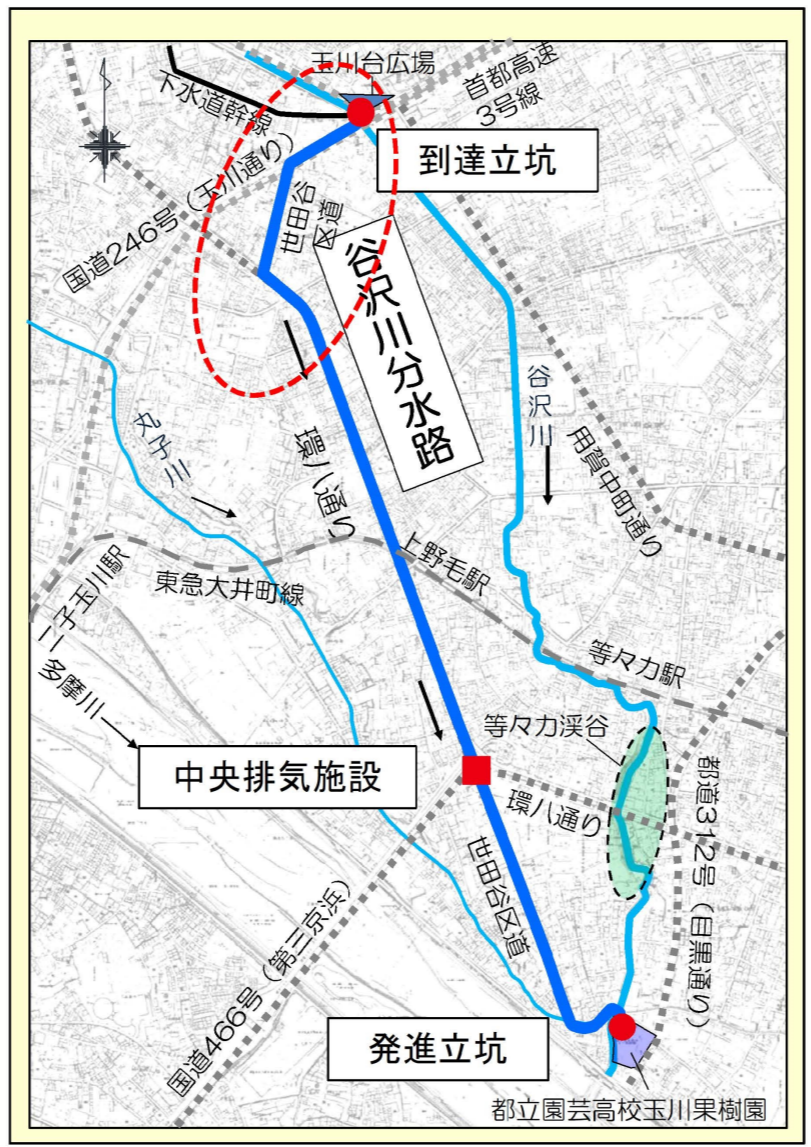 玉川台広場
首都高速
3号線
下水道幹線
到達立坑
国道246号（玉川通り）
世田谷
区道
谷沢川分水路
谷沢川
丸子川
環八通り
用賀中町通り
上野毛駅
東急大井町線
二子玉川駅
多摩川
等々力駅
等々力渓谷
中央排気施設
環八通り
都道312号（目黒通り）
世田谷区道
国道466号（第三京浜）
発進立坑
都立園芸高校玉川果樹園